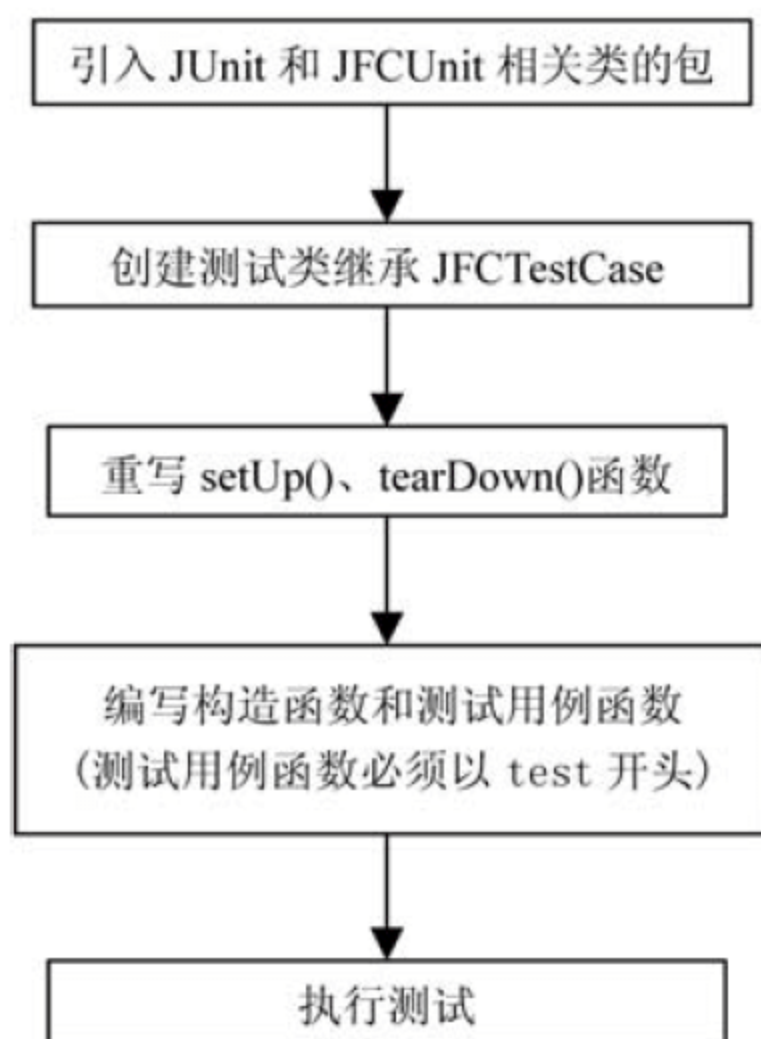 引入 JUnit 和 JFCUnit 相关类的包
创建测试类继承 JFCTestCase
重写 setUp()、tearDown()函数
编写构造函数和测试用例函数
(测试用例函数必须以 test 开头)
执行测试